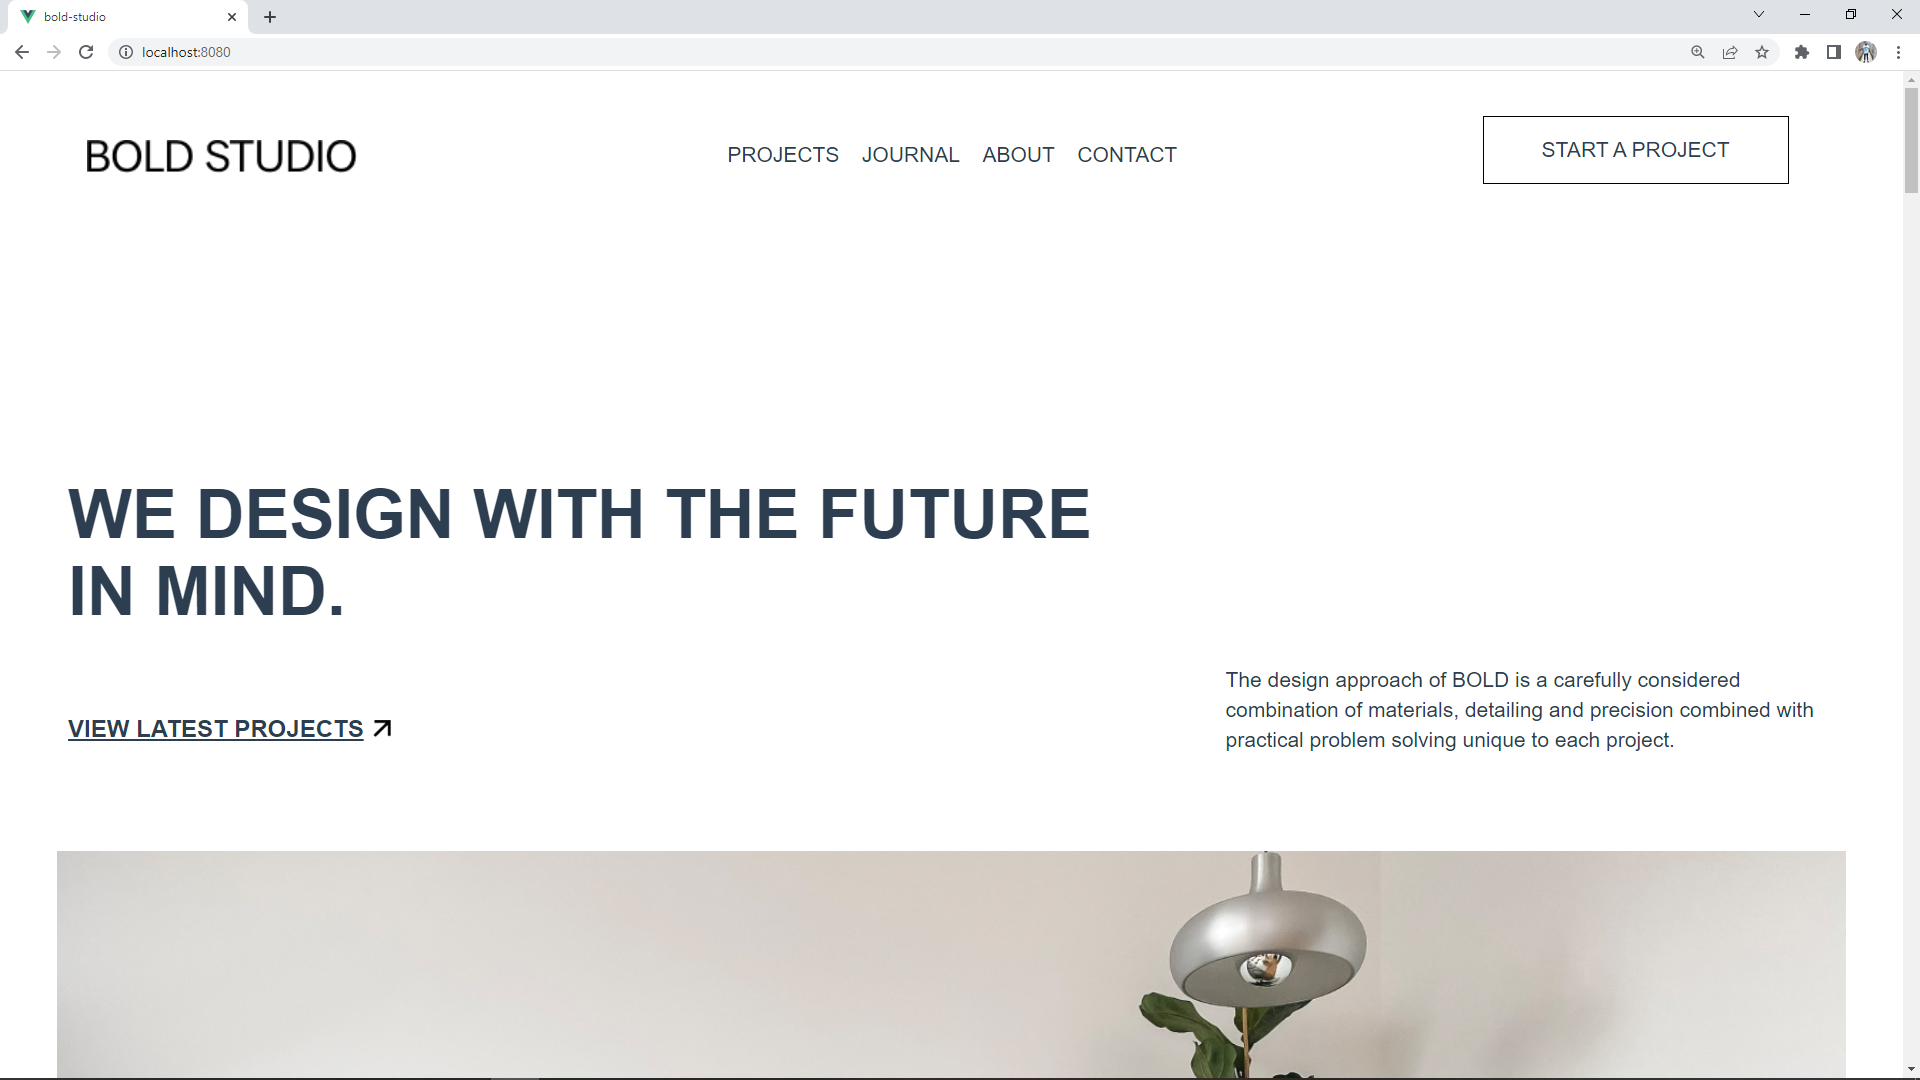 bold-studio
localhost:8080
BOLD STUDIO
PROJECTS JOURNAL ABOUT CONTACT
START A PROJECT
WE DESIGN WITH THE FUTURE
IN MIND.
VIEW LATEST PROJECTS
The design approach of BOLD is a carefully considered
combination of materials, detailing and precision combined with
practical problem solving unique to each project.